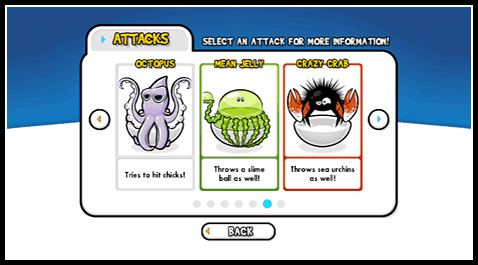 ATTACKS
SELECT AN ATTACK FOR MORE INFORMATION!
OCTOPUS
MEAN JELLY
CRAZY CRAB
Tries to hit chicks!
Throws a slime
ball as well!
Throws sea urchins
as well!
BACK